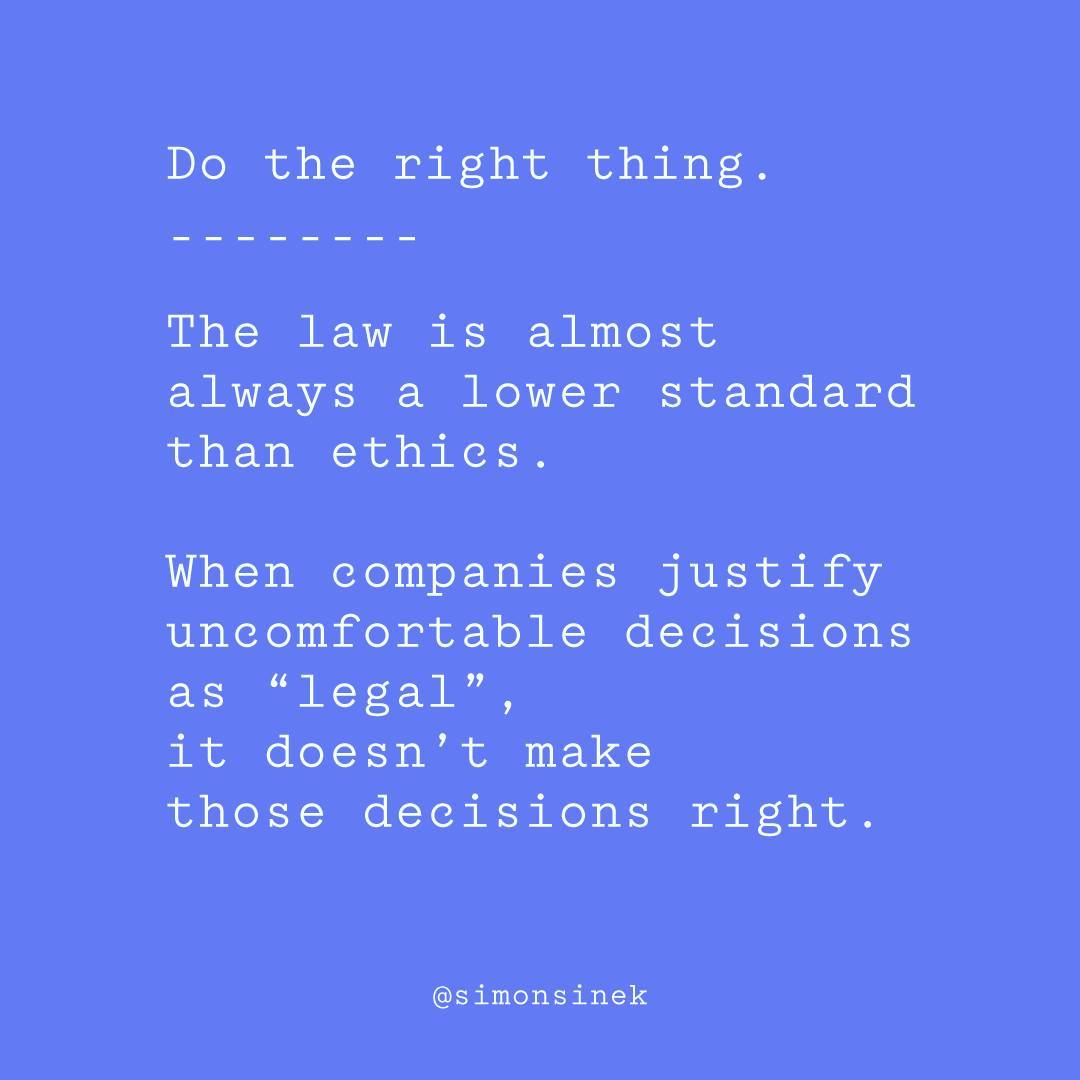 Do the right thing.
--------
The law is almost
always a lower standard
than ethics.
When companies justify
uncomfortable decisions
as “legal”,
it doesn’t make
those decisions right.
@simonsinek